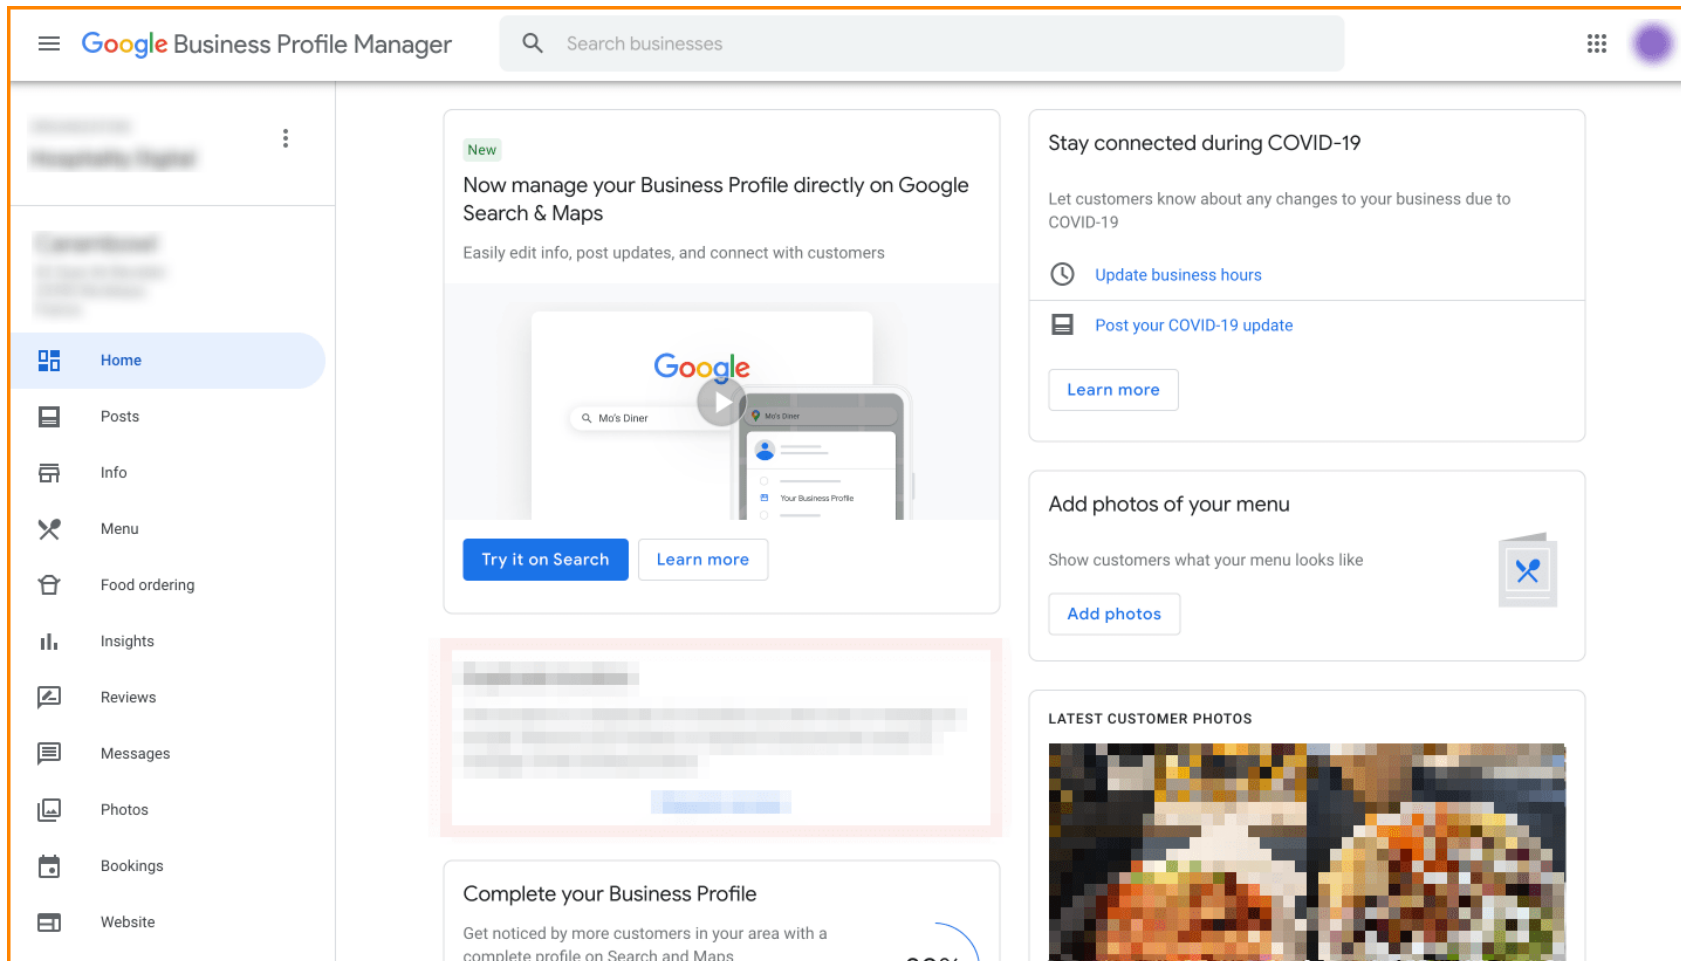 Google Business Profile Manager
Search businesses
Home
Posts
Info
Menu
Food ordering
Insights
Reviews
Messages
Photos
Bookings
Website
New
Now manage your Business Profile directly on Google
Search & Maps
Easily edit info, post updates, and connect with customers
Google
Mo's Diner
Mo's Diner
Your Business Profile
Try it on Search
Learn more
Complete your Business Profile
Get noticed by more customers in your area with a
complete profile on Search and Maps
Stay connected during COVID-19
Let customers know about any changes to your business due to
COVID-19
Update business hours
Post your COVID-19 update
Learn more
Add photos of your menu
Show customers what your menu looks like
Add photos
LATEST CUSTOMER PHOTOS